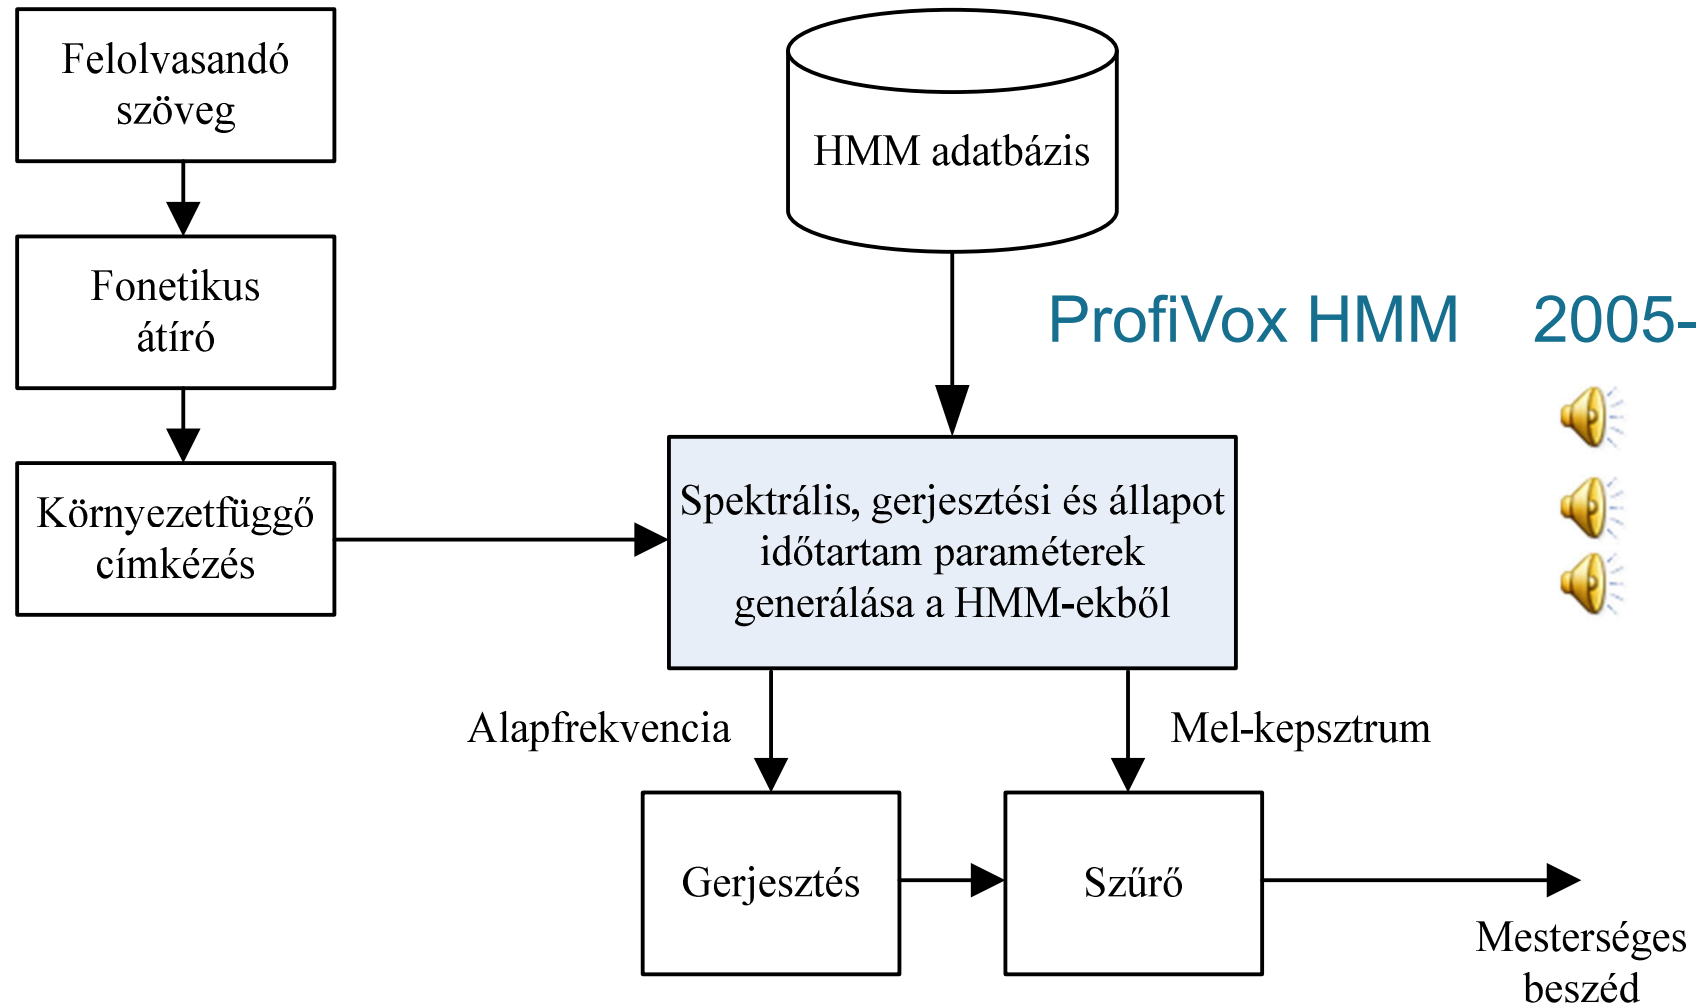 Felolvasandó
szöveg
HMM adatbázis
Fonetikus
átíró
ProfiVox HMM 2005-
Környezetfüggő
címkézés
Spektrális, gerjesztési és állapot
időtartam paraméterek
generálása a HMM-ekből
Alapfrekvencia
Mel-kepsztrum
Gerjesztés
Szűrő
Mesterséges
beszéd